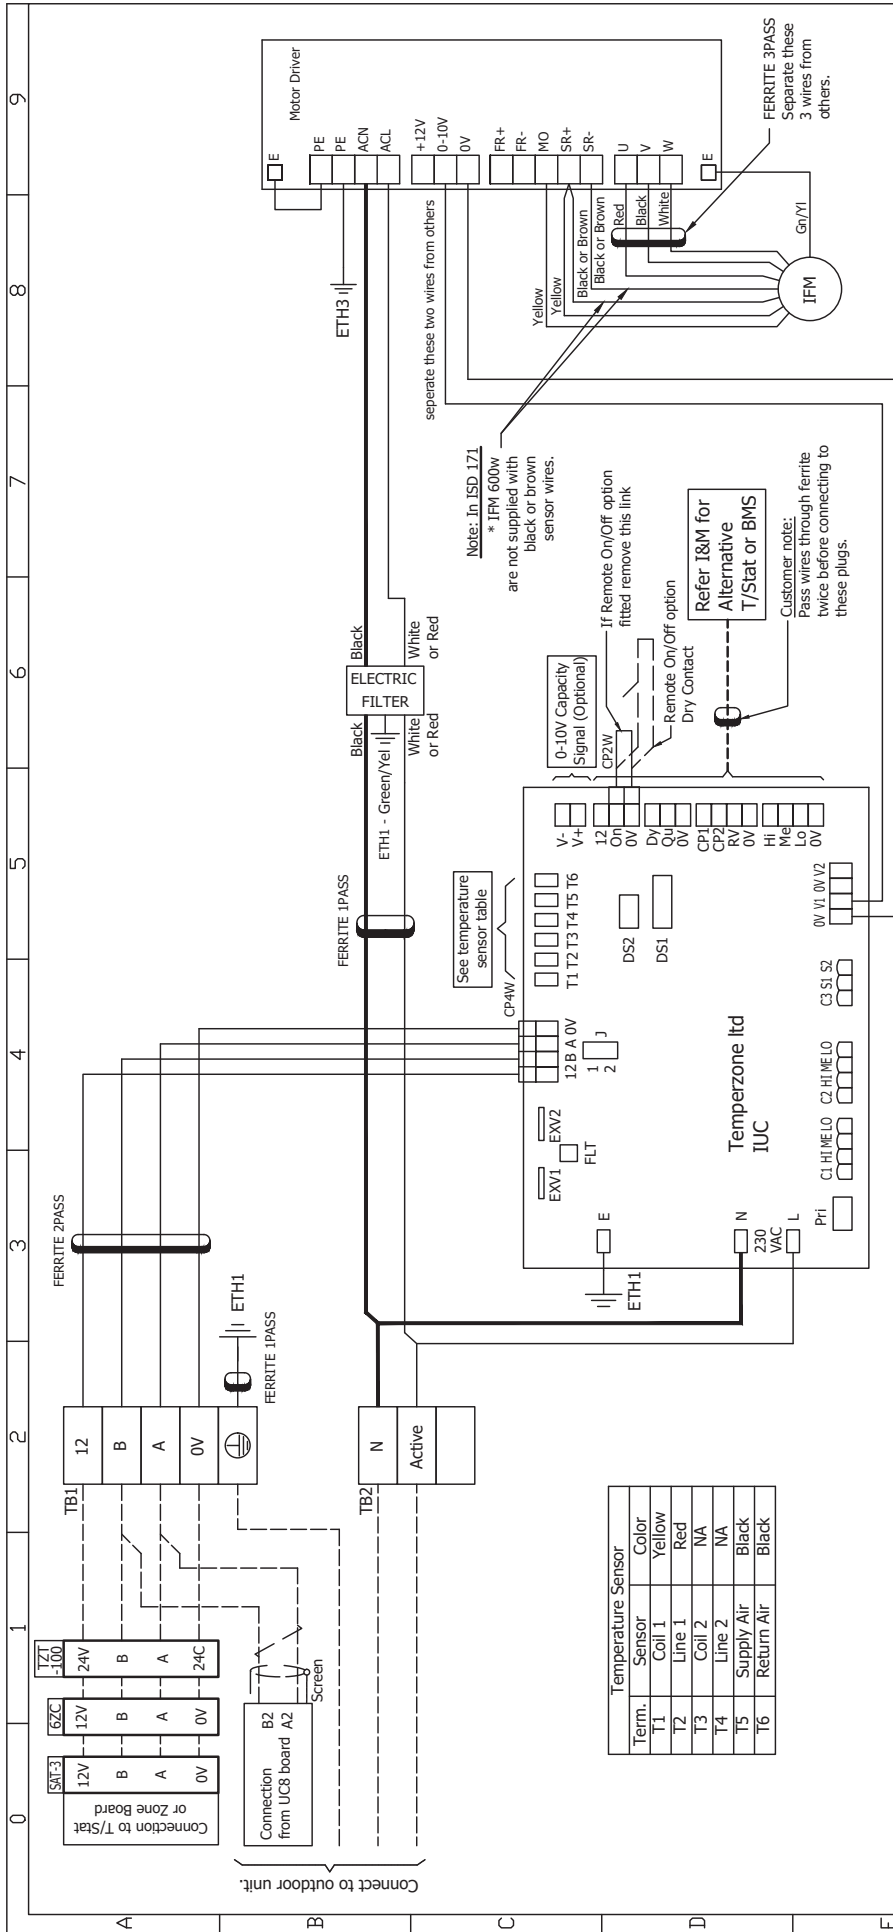 0 1 2 3 4 5 6 7 8 9
A
B
C
D
E
SAT-3
6ZC
TZT
-100
12V
12V
24V
B
B
B
A
A
A
0V
0V
24C
Connection to T/Stat
or Zone Board
Connection
from UC8 board
B2
A2
Screen
Connect to outdoor unit.
TB1
12
B
A
0V
TB2
N
Active
FERRITE 2PASS
ETH1
FERRITE 1PASS
FERRITE 1PASS
Black
White
or Red
ELECTRIC
FILTER
ETH1 - Green/Yel
Black
White
or Red
Motor Driver
E
PE
PE
ACN
ACL
+12V
0-10V
0V
FR+
FR-
MO
SR+
SR-
U
V
W
E
ETH3
seperate these two wires from others
Yellow
Yellow
Black or Brown
Black or Brown
Red
Black
White
Gn/Yl
IFM
FERRITE 3PASS
Separate these
3 wires from
others.
Note: In ISD 171
* IFM 600w
are not supplied with
black or brown
sensor wires.
If Remote On/Off option
fitted remove this link
Remote On/Off option
Dry Contact
0-10V Capacity
Signal (Optional)
CP2W
Refer I&M for
Alternative
T/Stat or BMS
Customer note:
Pass wires through ferrite
twice before connecting to
these plugs.
See temperature
sensor table
CP4W
12 B A 0V
T1 T2 T3 T4 T5 T6
1 J
2
EXV1
EXV2
FLT
E
ETH1
DS2
DS1
V-
V+
12
On
0V
Dy
Qu
0V
CP1
CP2
RV
0V
Hi
Me
Lo
0V
Temperzone ltd
IUC
N
230
VAC
L
Pri
C1 HI ME LO
C2 HI ME LO
C3 S1 S2
0V V1 0V V2
Temperature Sensor
Term. Sensor Color
T1 Coil 1 Yellow
T2 Line 1 Red
T3 Coil 2 NA
T4 Line 2 NA
T5 Supply Air Black
T6 Return Air Black